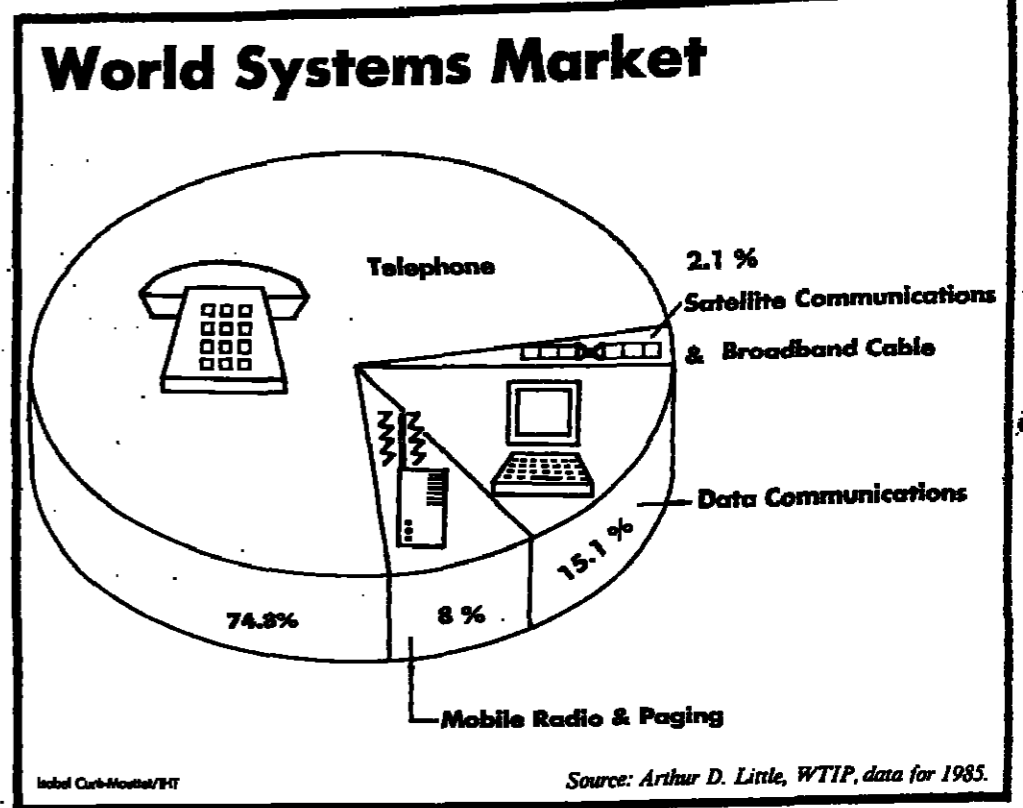 World Systems Market
Telephone
2.1 %
Satellite Communications
& Broadband Cable
Data Communications
15.1 %
74.8%
8 %
Mobile Radio & Paging
Source: Arthur D. Little, WTIP, data for 1985.